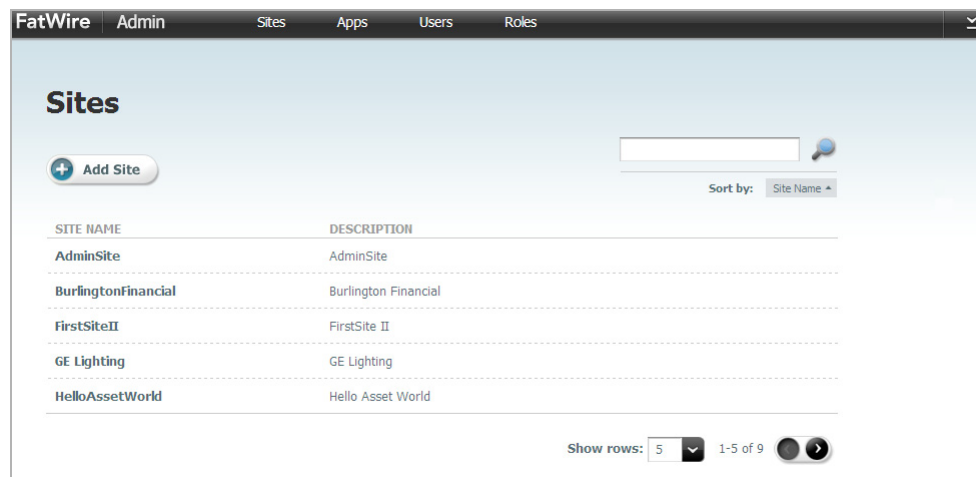 FatWire Admin Sites Apps Users Roles
Sites
Add Site
Sort by: Site Name
SITE NAME DESCRIPTION
AdminSite AdminSite
BurlingtonFinancial Burlington Financial
FirstSiteII FirstSite II
GE Lighting GE Lighting
HelloAssetWorld Hello Asset World
Show rows: 5 1-5 of 9